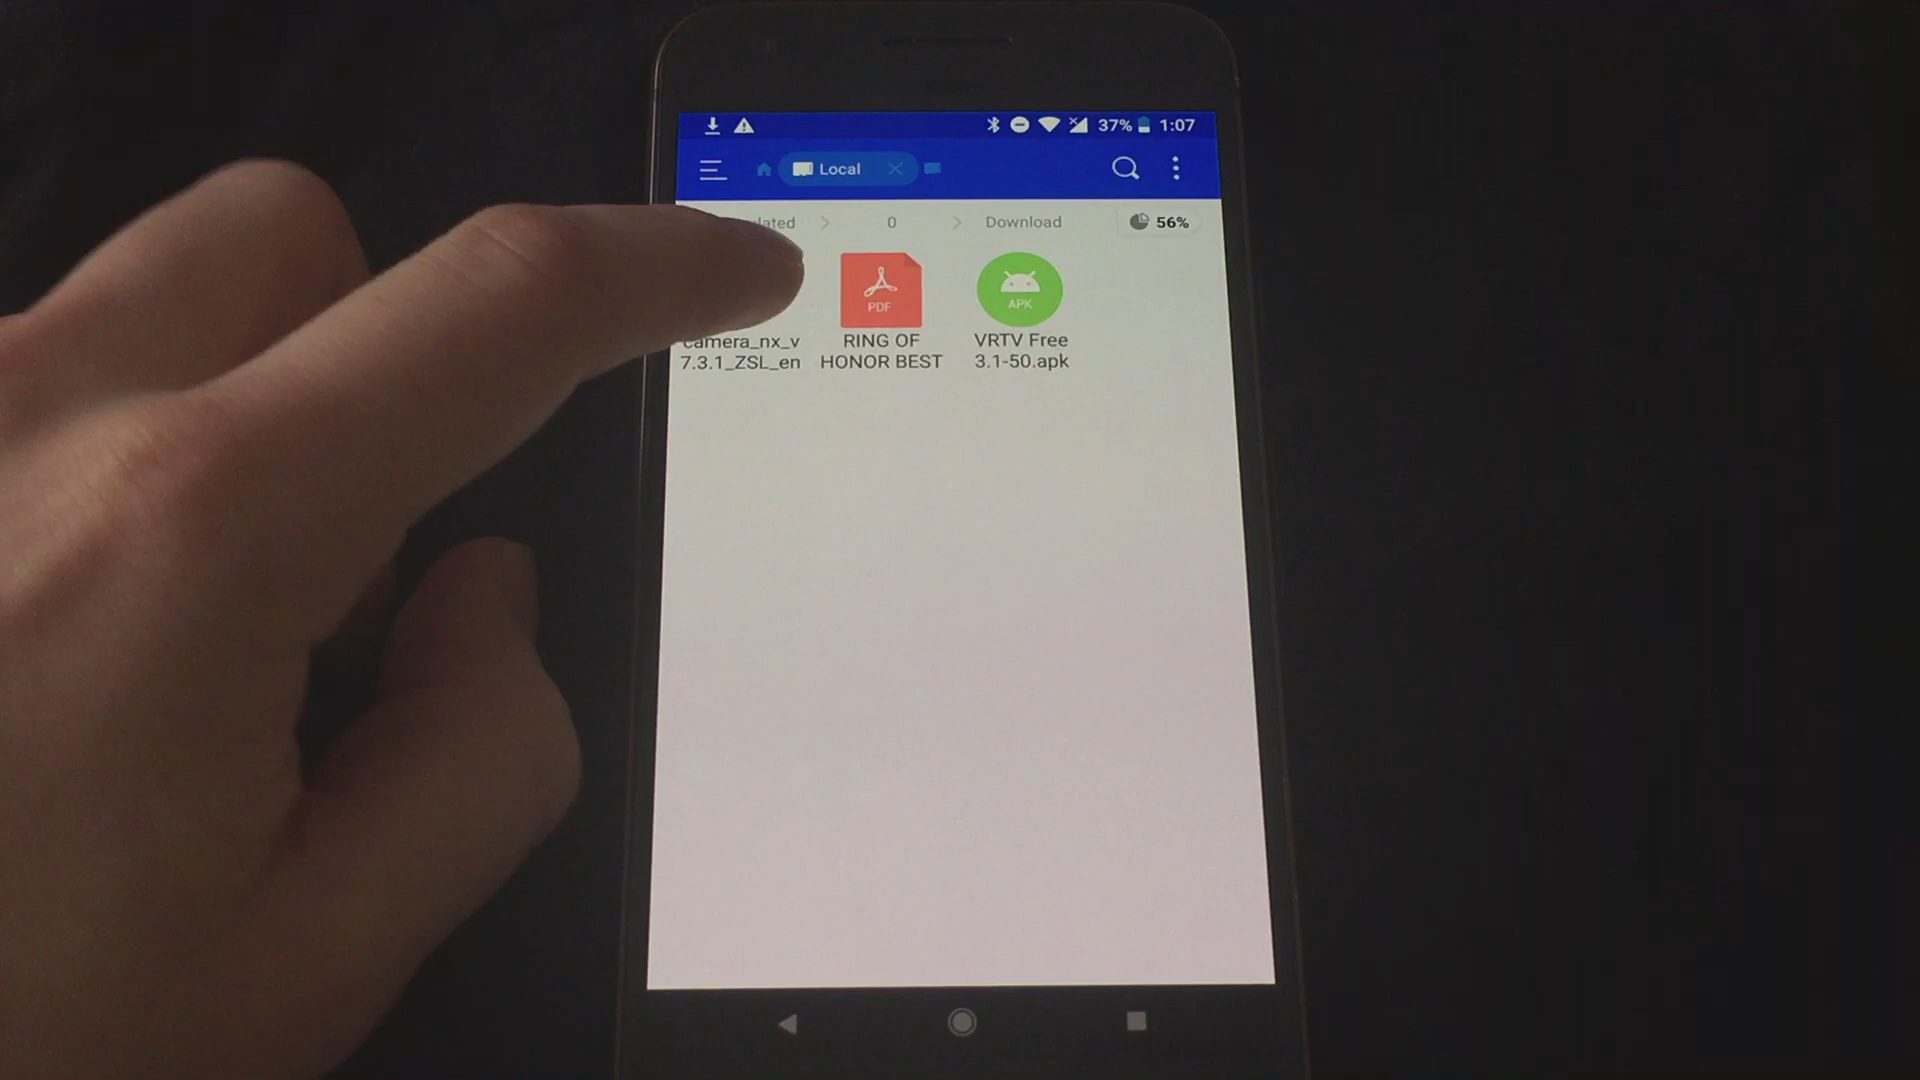 37% 1:07
Local
0 Download 56%
PDF
APK
camera_nx_v
7.3.1_ZSL_en
RING OF
HONOR BEST
VRTV Free
3.1-50.apk